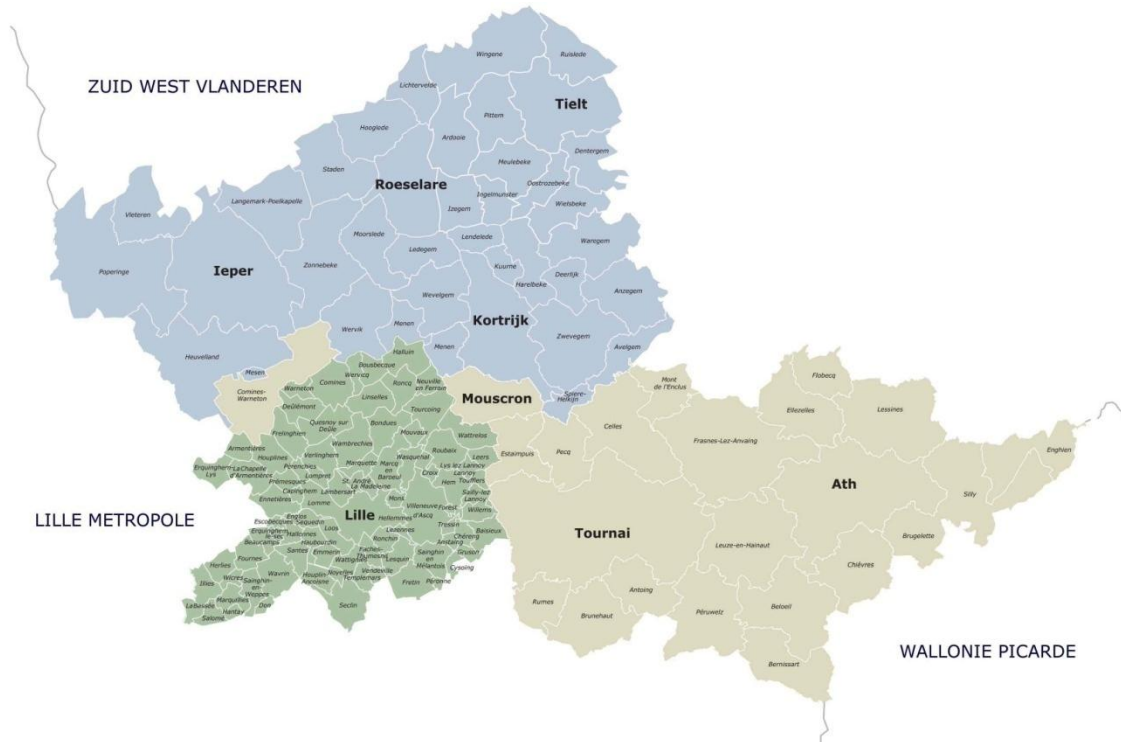 ZUID WEST VLANDEREN
Wingene
Ruislede
Lichtervelde
Tielt
Pittem
Hooglede
Ardooie
Dentergem
Meulebeke
Staden
Roeselare
Oostrozebeke
Ingelmunster
Langemark-Poelkapelle
Wielsbeke
Izegem
Vleteren
Moorslede
Lendelede
Waregem
Ledegem
Ieper
Zonnebeke
Kuurne
Poperinge
Deerlijk
Harelbeke
Anzegem
Wevelgem
Kortrijk
Menen
Wervik
Zwevegem
Menen
Avelgem
Heuvelland
Mesen
Halluin
Bousbecque
Wervicq
Comines
Roncq
Neuville
en Ferrain
Mont
de l'Enclus
Flobecq
Comines-
Warneton
Warneton
Linselles
Mouscron
Spiere-
Helkijn
Deûlémont
Tourcoing
Ellezelles
Lessines
Quesnoy sur
Deûle
Bondues
Celles
Frelinghien
Mouvaux
Wattrelos
Frasnes-Lez-Anvaing
Wambrechies
Armentières
Houplines
Verlinghem
Roubaix
Leers
Estaimpuis
Pecq
Enghien
Wasquehal
Erquinghem
Lys
La Chapelle
d'Armentières
Pérenchies
Marquette
Marcq
en
Baroeul
Lys lez Lannoy
Lannoy
Croix
Lompret
Toufflers
Silly
Prémesques
St. André
La Madeleine
Hem
Ath
Capinghem
Lambersart
Sailly-lez
Lannoy
Ennetières
Lomme
Mons
Villeneuve
d'Ascq
Forest
Willems
LILLE METROPOLE
Lille
Englos
Sequedin
Escobecques
Hellemmes
Tressin
Baisieux
Erquinghem
le-sec
Hallennes
Loos
Lezennes
Chéreng
Tournai
Brugelette
Beaucamps
Haubourdin
Ronchin
Anstaing
Gruson
Leuze-en-Hainaut
Santes
Emmerin
Faches-
Thumesnil
Sainghin
en
Mélantois
Fournes
Wattignies
Lesquin
Chièvres
Herlies
Cysoing
Wicres
Wavrin
Houplin
Ancoisne
Noyelles
Vendeville
Templemars
Illies
Sainghin-
en-
Weppes
Fretin
Péronne
Antoing
Beloeil
Marquillies
La Bassée
Don
Seclin
Rumes
Hantay
Salomé
Brunehaut
Péruwelz
WALLONIE PICARDE
Bernissart